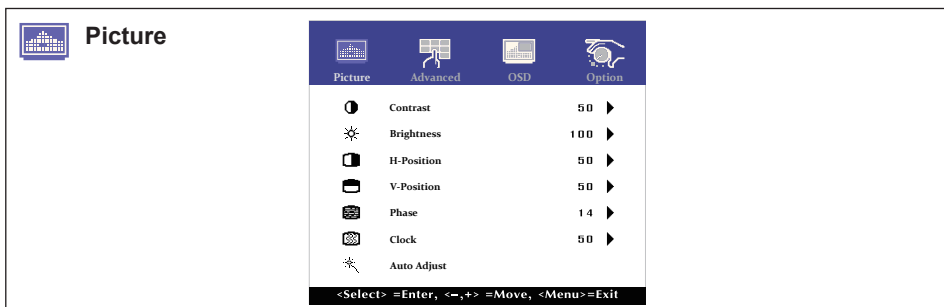 Picture
Picture Advanced OSD Option
Contrast 50
Brightness 100
H-Position 50
V-Position 50
Phase 14
Clock 50
Auto Adjust
<Select> =Enter, <–,+> =Move, <Menu>=Exit